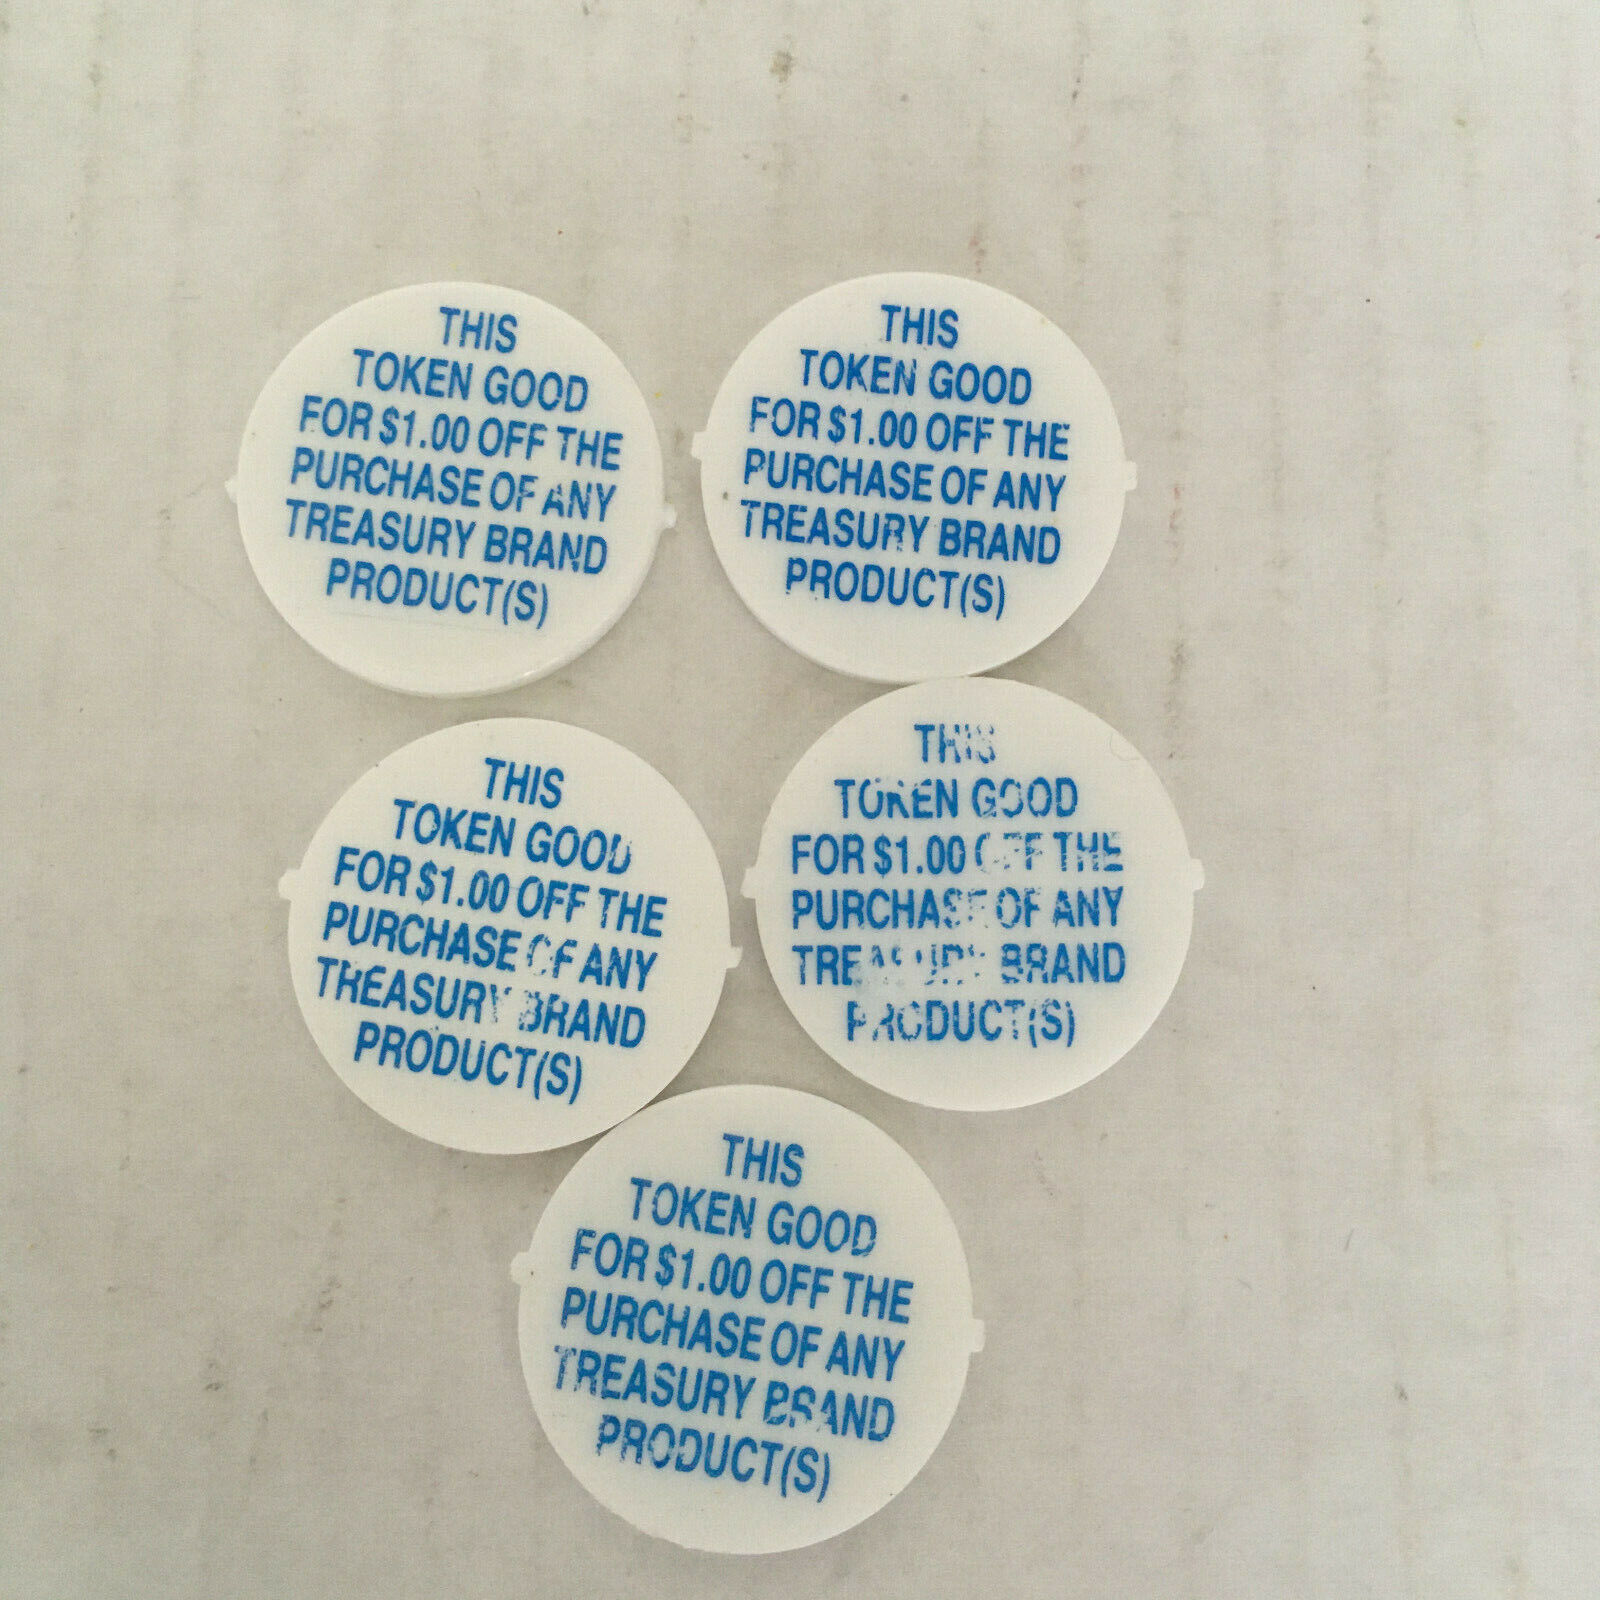 THIS
TOKEN GOOD
FOR $1.00 OFF THE
PURCHASE OF ANY
TREASURY BRAND
PRODUCT(S)
THIS
TOKEN GOOD
FOR $1.00 OFF THE
PURCHASE OF ANY
TREASURY BRAND
PRODUCT(S)
THIS
TOKEN GOOD
FOR $1.00 OFF THE
PURCHASE OF ANY
TREASURY BRAND
PRODUCT(S)
THIS
TOKEN GOOD
FOR $1.00 OFF THE
PURCHASE OF ANY
TREASURY BRAND
PRODUCT(S)
THIS
TOKEN GOOD
FOR $1.00 OFF THE
PURCHASE OF ANY
TREASURY BRAND
PRODUCT(S)